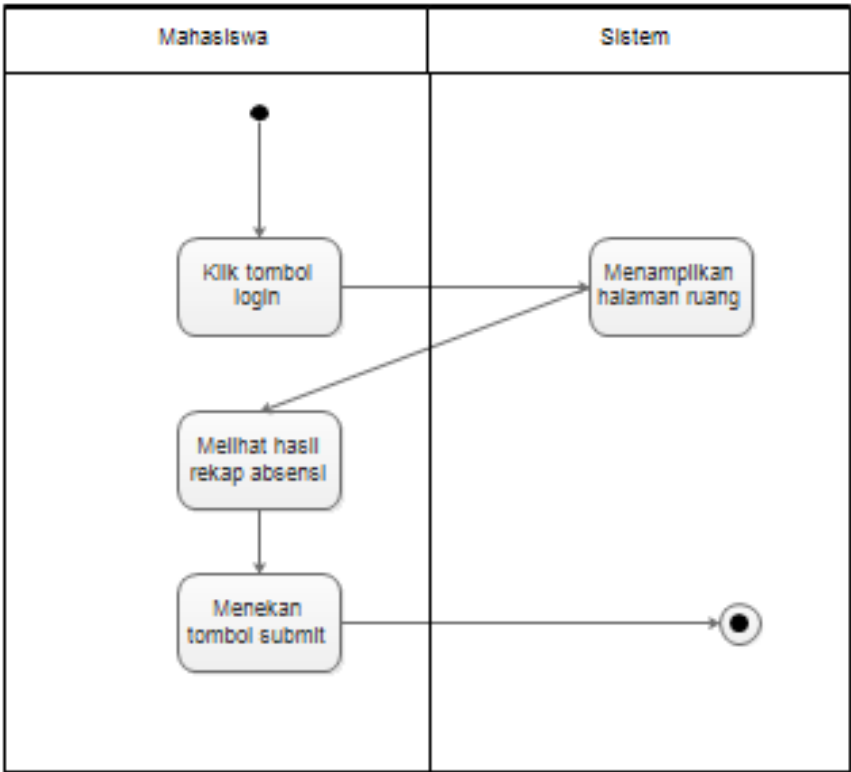 Mahasiswa
Sistem
Klik tombol
login
Menampilkan
halaman ruang
Melihat hasil
rekap absensi
Menekan
tombol submit